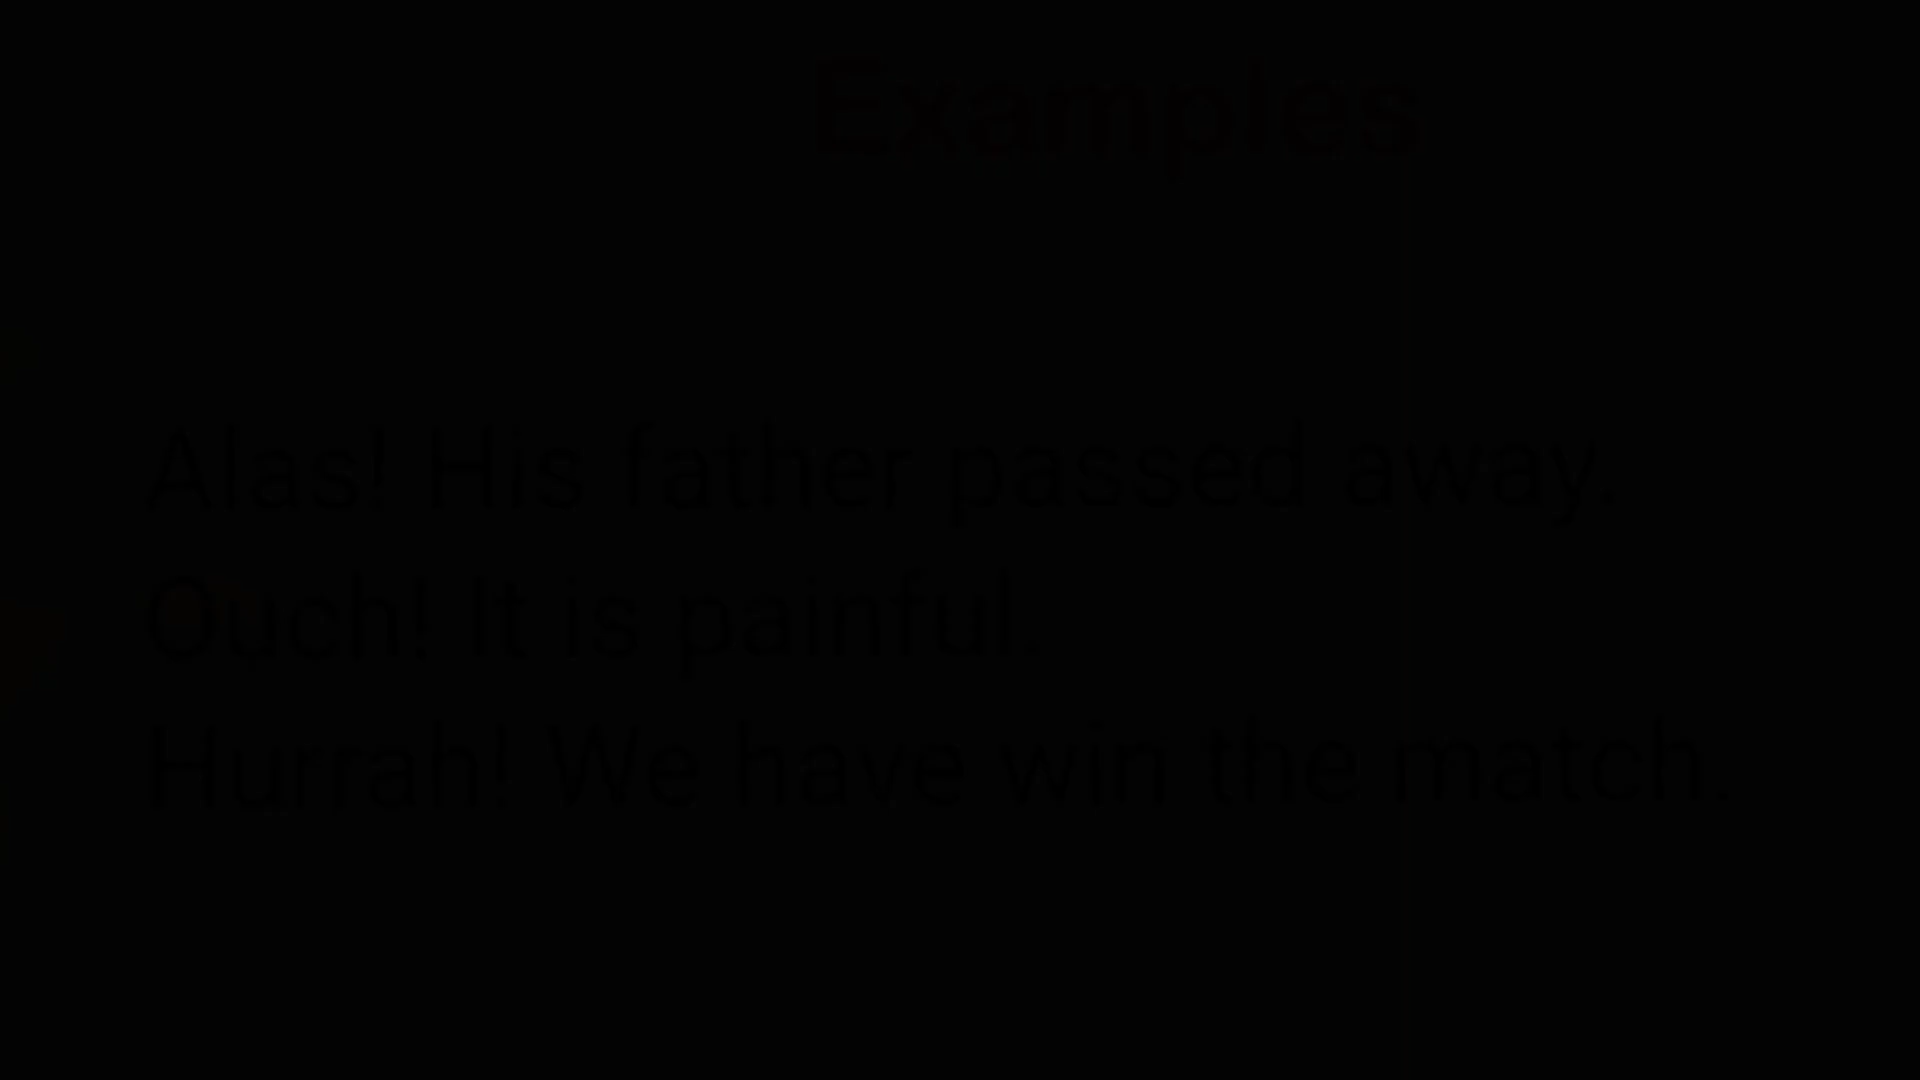 Examples
Alas! His father passed away.
Ouch! It is painful.
Hurrah! We have win the match.